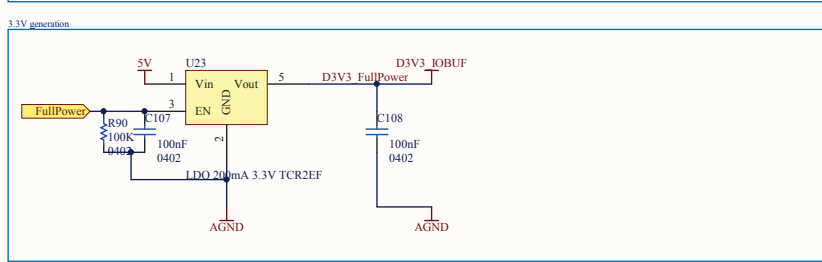 3.3V generation
5V
U23
D3V3_IOBUF
1
Vin
Vout
5
D3V3_FullPower
GND
FullPower
3
EN
R90
100K
0402
C107
100nF
0402
2
C108
100nF
0402
LDO 200mA 3.3V TCR2EF
AGND
AGND